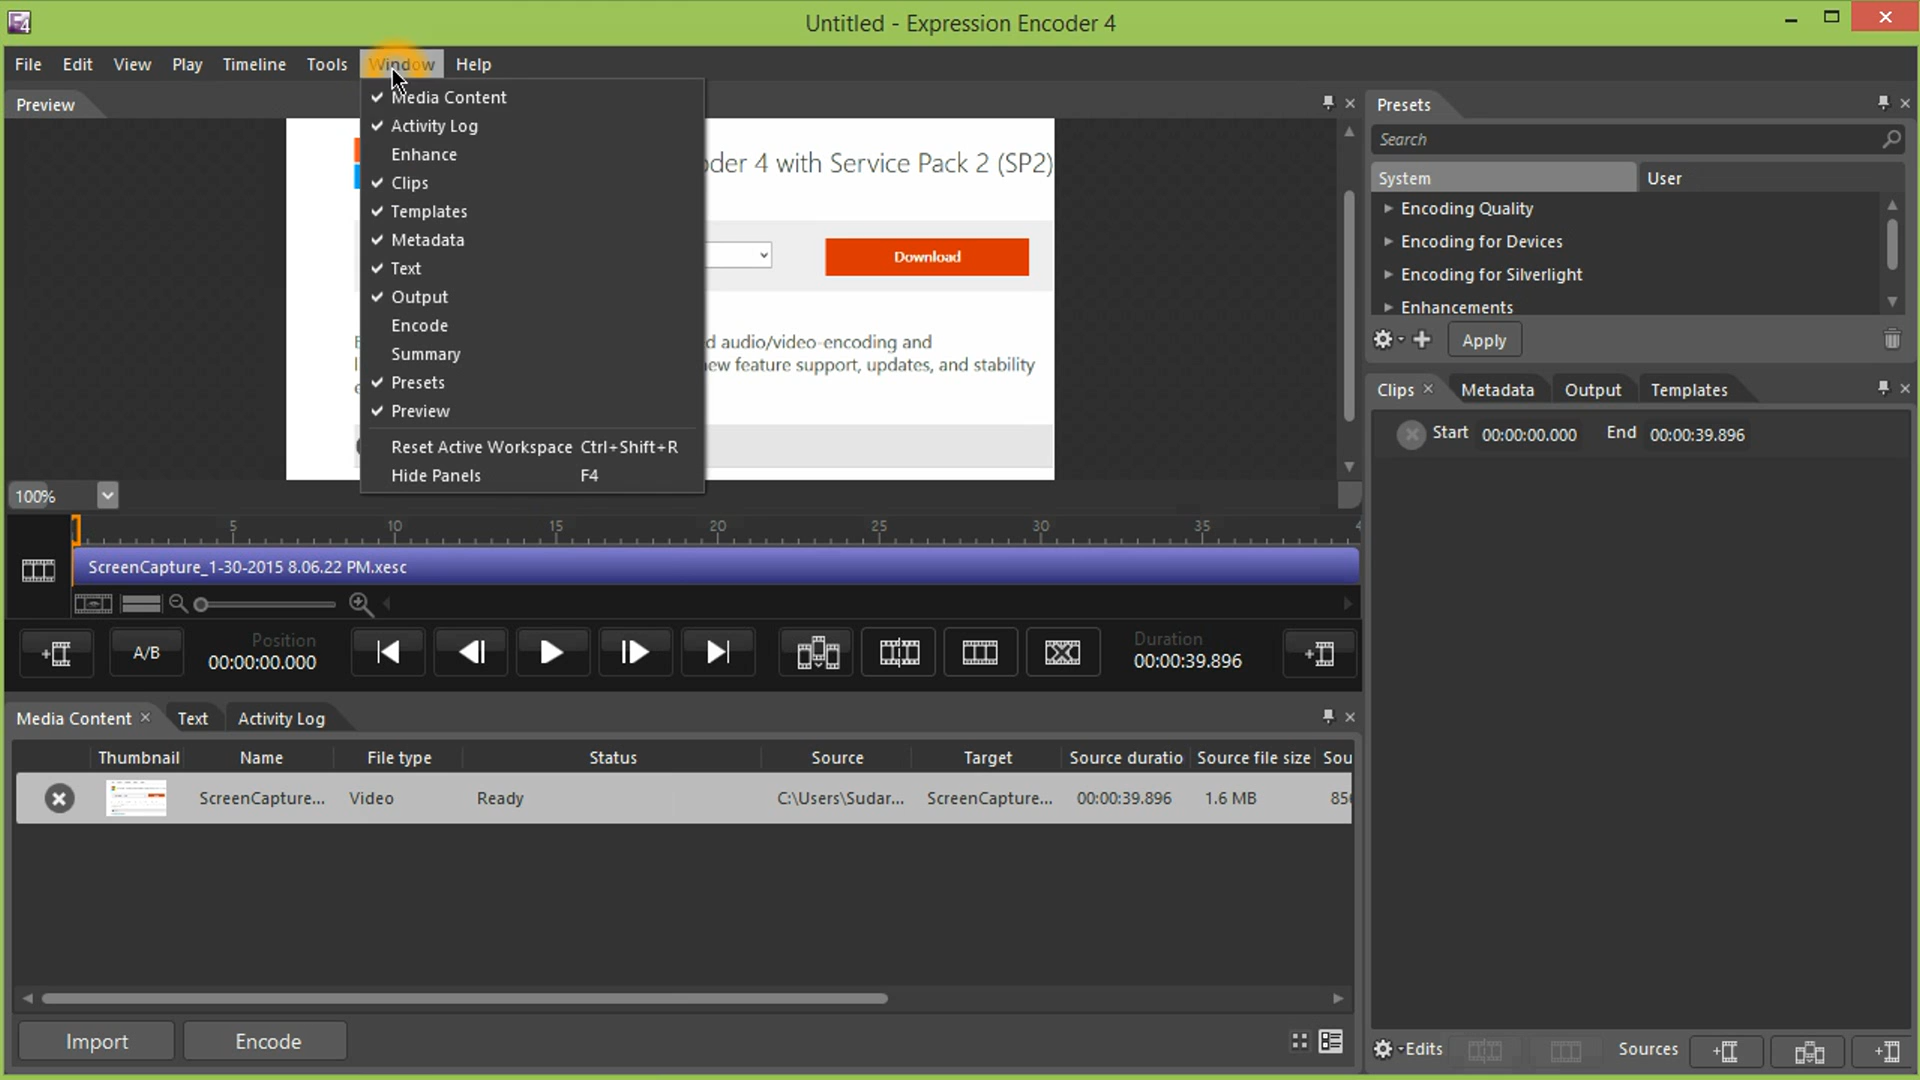 Untitled - Expression Encoder 4
File Edit View Play Timeline Tools Window Help
Preview
Media Content
Activity Log
Enhance
Clips
Templates
Metadata
Text
Output
Encode
Summary
Presets
Preview
Reset Active Workspace Ctrl+Shift+R
Hide Panels F4
oder 4 with Service Pack 2 (SP2)
Download
d audio/video-encoding and
ew feature support, updates, and stability
100%
5 10 15 20 25 30 35 4
ScreenCapture_1-30-2015 8.06.22 PM.xesc
A/B
Position
00:00:00.000
Duration
00:00:39.896
Media Content Text Activity Log
Thumbnail Name File type Status Source Target Source duratio Source file size Sou
ScreenCapture... Video Ready C:\Users\Sudar... ScreenCapture... 00:00:39.896 1.6 MB 85
Import Encode
Presets
Search
System User
Encoding Quality
Encoding for Devices
Encoding for Silverlight
Enhancements
Apply
Clips Metadata Output Templates
Start 00:00:00.000 End 00:00:39.896
Edits Sources